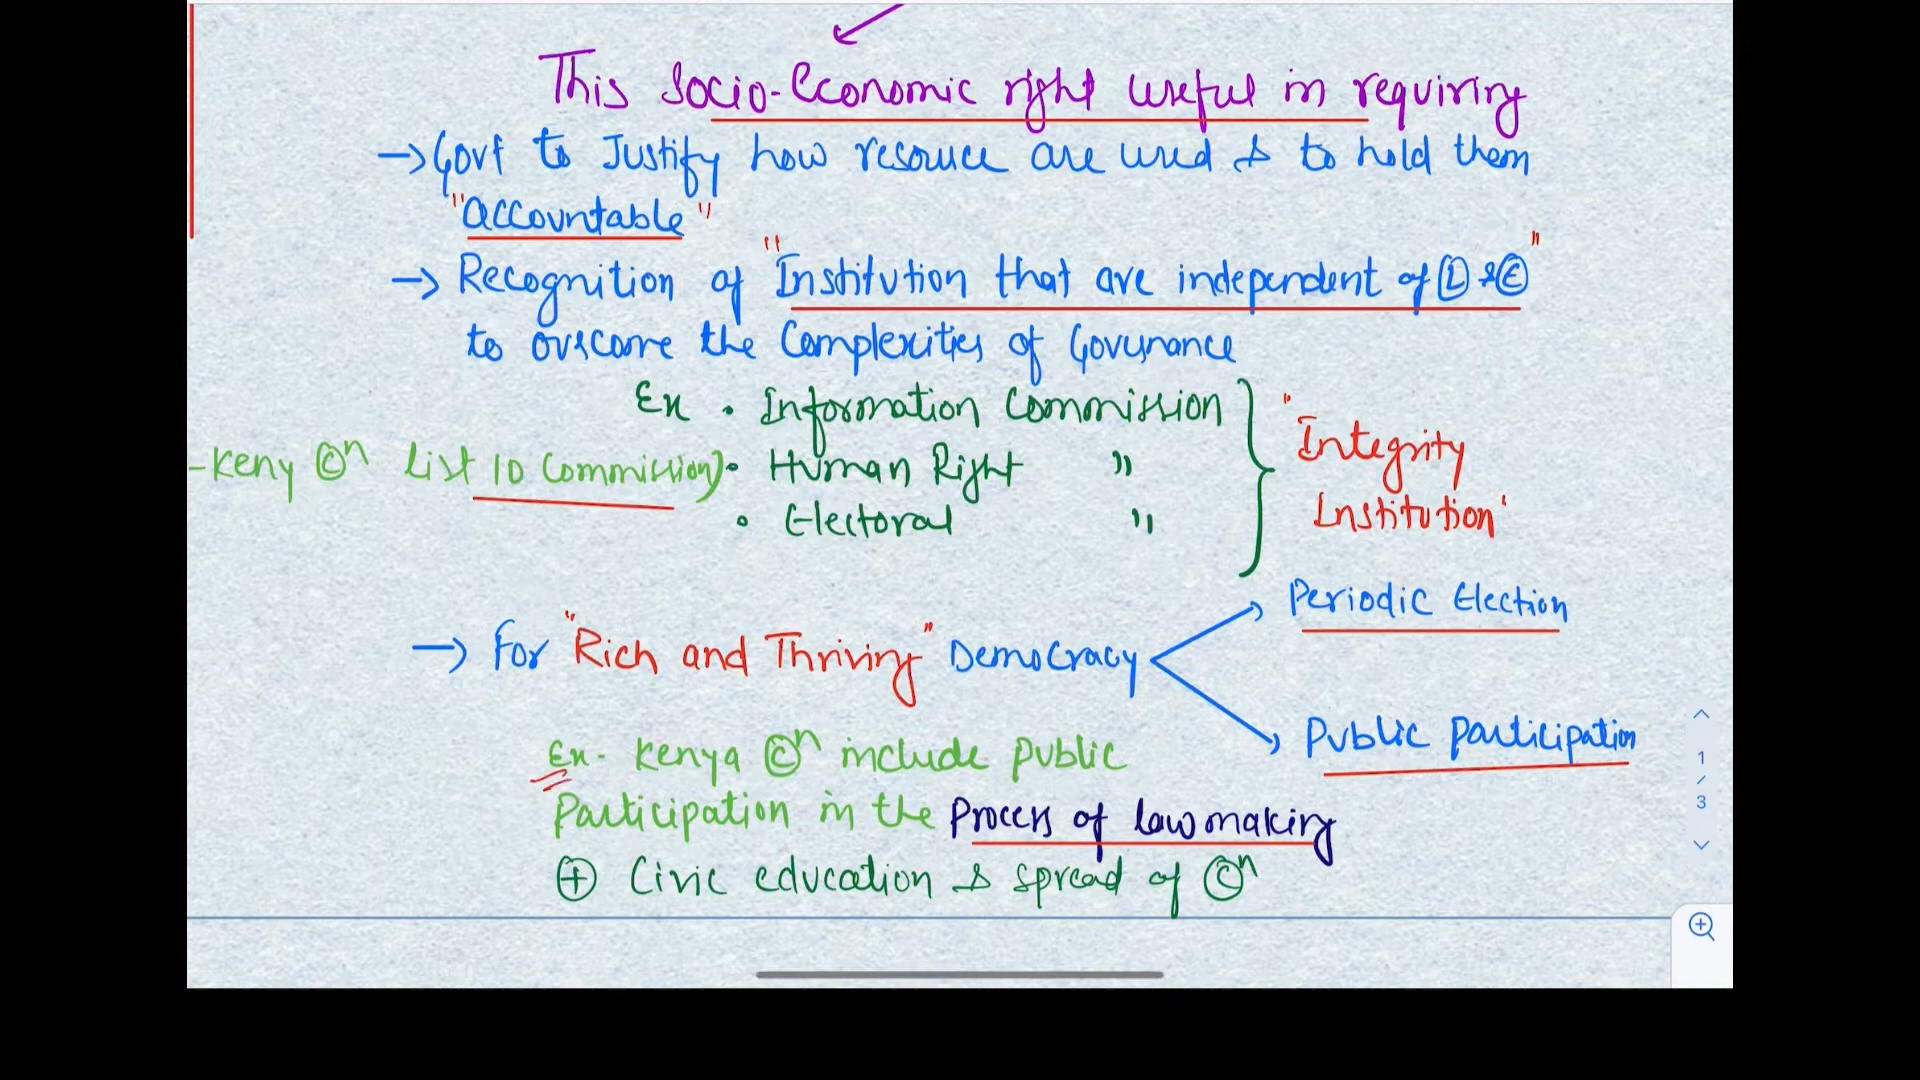 This Socio-Economic right useful in requiring
→ Govt to Justify how resouce are used & to hold them
"accountable"
→ Recognition of "Institution that are independent of Ⓛ & Ⓔ"
to overcome the Complexities of Governance
Ex • Information Commission
- Keny Ⓒⁿ list 10 Commission) • Human Right "
• Electoral "
"Integrity
Institution"
→ For "Rich and Thriving" Democracy
Periodic Election
Public Participation
Ex - Kenya Ⓒⁿ include public
Participation in the Process of law making
⊕ Civic education & spread of Ⓒⁿ
1
/
3